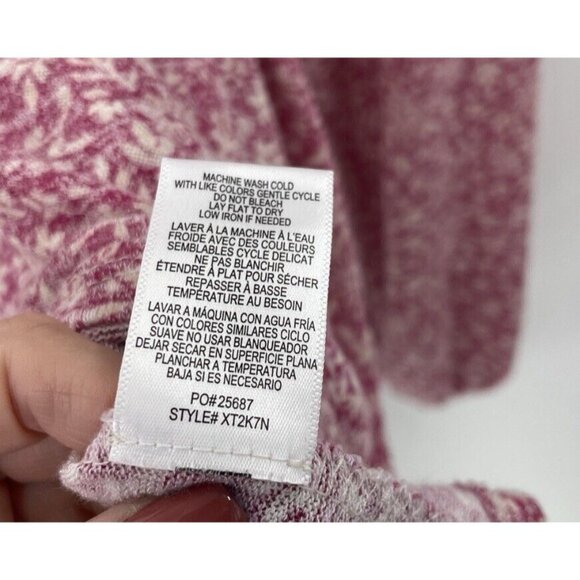 MACHINE WASH COLD
WITH LIKE COLORS GENTLE CYCLE
DO NOT BLEACH
LAY FLAT TO DRY
LOW IRON IF NEEDED
LAVER À LA MACHINE À L'EAU
FROIDE AVEC DES COULEURS
SEMBLABLES CYCLE DELICAT
NE PAS BLANCHIR
ÉTENDRE À PLAT POUR SÉCHER
REPASSER À BASSE
TEMPÉRATURE AU BESOIN
LAVAR A MÁQUINA CON AGUA FRÍA
CON COLORES SIMILARES CICLO
SUAVE NO USAR BLANQUEADOR
DEJAR SECAR EN SUPERFICIE PLANA
PLANCHAR A TEMPERATURA
BAJA SI ES NECESARIO
PO#25687
STYLE# XT2K7N